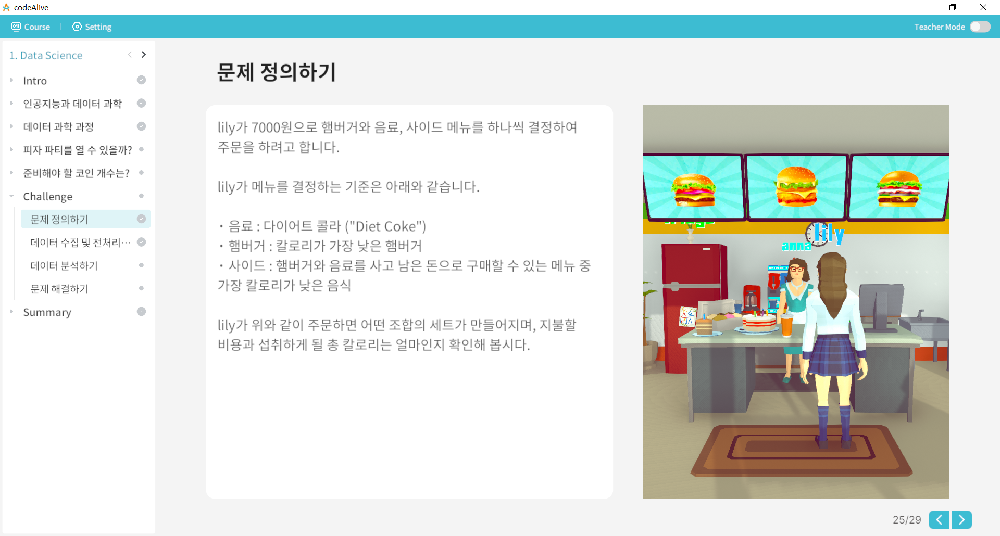 codeAlive
Course
Setting
Teacher Mode
1. Data Science
Intro
인공지능과 데이터 과학
데이터 과학 과정
피자 파티를 열 수 있을까?
준비해야 할 코인 개수는?
Challenge
문제 정의하기
데이터 수집 및 전처리···
데이터 분석하기
문제 해결하기
Summary
문제 정의하기
lily가 7000원으로 햄버거와 음료, 사이드 메뉴를 하나씩 결정하여
주문을 하려고 합니다.
lily가 메뉴를 결정하는 기준은 아래와 같습니다.
· 음료 : 다이어트 콜라 ("Diet Coke")
· 햄버거 : 칼로리가 가장 낮은 햄버거
· 사이드 : 햄버거와 음료를 사고 남은 돈으로 구매할 수 있는 메뉴 중
가장 칼로리가 낮은 음식
lily가 위와 같이 주문하면 어떤 조합의 세트가 만들어지며, 지불할
비용과 섭취하게 될 총 칼로리는 얼마인지 확인해 봅시다.
lily
anna
25/29